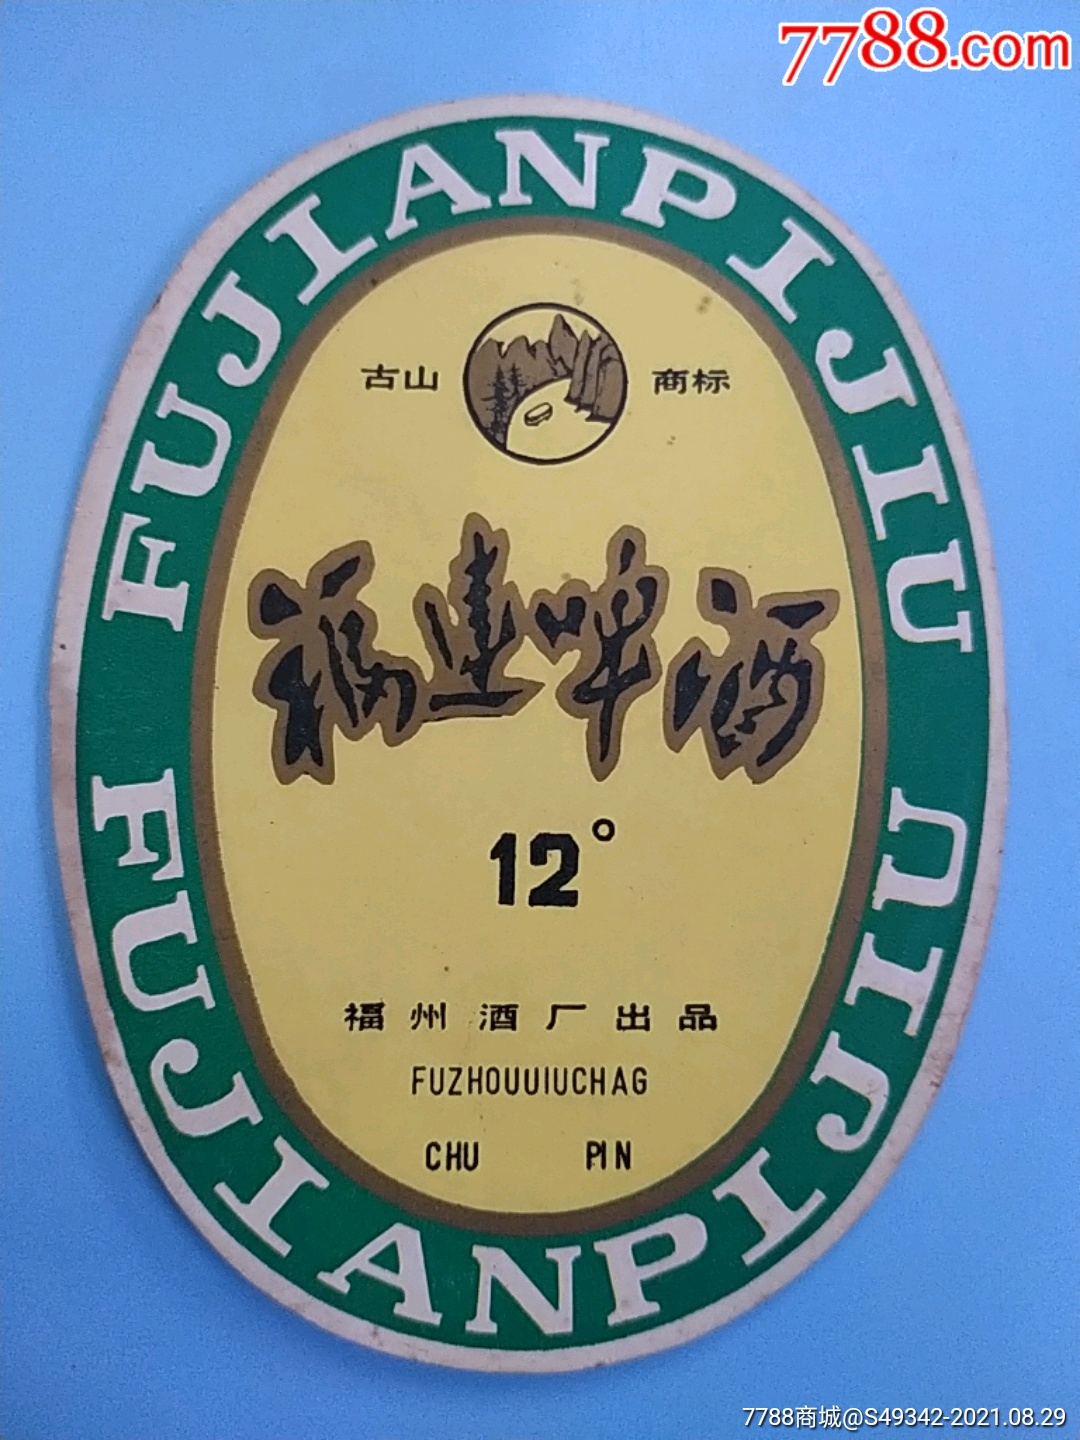 7788.com
FUJIANPIJIU
古山 商标
福建啤酒
12°
福州酒厂出品
FUZHOUUIUCHAG
CHU PIN
FUJIANPIJIU
7788商城@S49342-2021.08.29